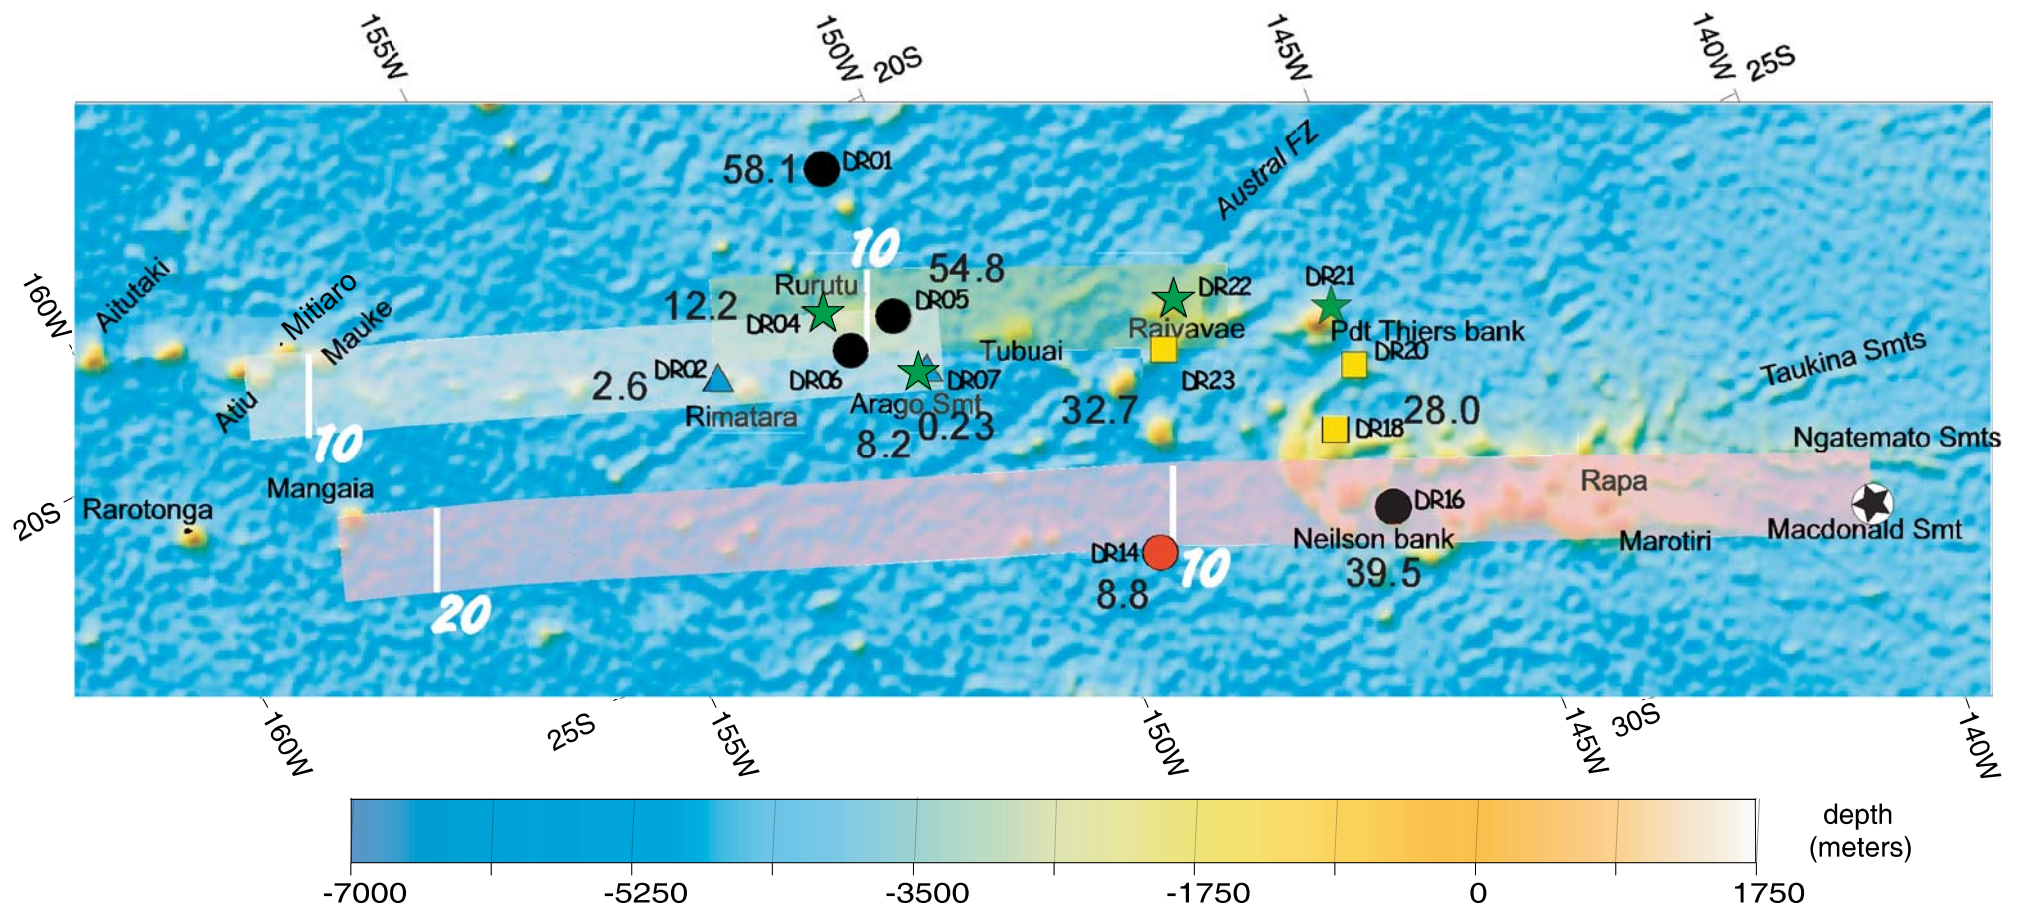 155W
150W
20S
145W
140W
25S
58.1
DR01
Austral FZ
10
54.8
Aitutaki
Mitiaro
Mauke
160W
12.2
Rurutu
DR05
DR22
DR21
DR04
Raivavae
Pdt Thiers bank
Tubuai
DR20
Taukina Smts
2.6
DR02
DR06
DR07
DR23
Atiu
Rimatara
Arago Smt
0.23
8.2
32.7
28.0
DR18
Ngatemato Smts
10
Mangaia
Rapa
Rarotonga
20S
DR16
Neilson bank
Marotiri
Macdonald Smt
DR14
10
39.5
8.8
20
160W
25S
155W
150W
145W
30S
140W
depth
(meters)
-7000
-5250
-3500
-1750
0
1750